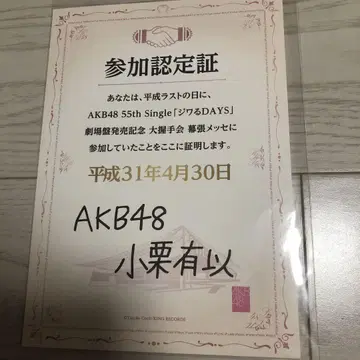 参加認定証
あなたは、平成ラストの日に、
AKB48 55th Single「ジワるDAYS」
劇場盤発売記念 大握手会 幕張メッセに
参加していたことをここに証明します。
平成31年4月30日
AKB48
小栗有以